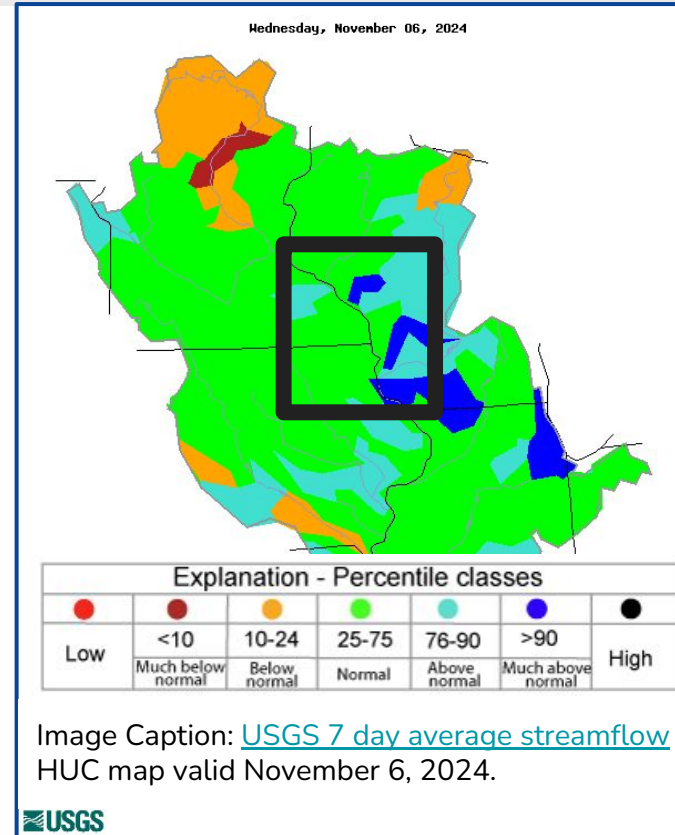 Wednesday, November 06, 2024
Explanation - Percentile classes
Low
<10
10-24
25-75
76-90
>90
High
Much below normal
Below normal
Normal
Above normal
Much above normal
Image Caption: USGS 7 day average streamflow
HUC map valid November 6, 2024.
USGS